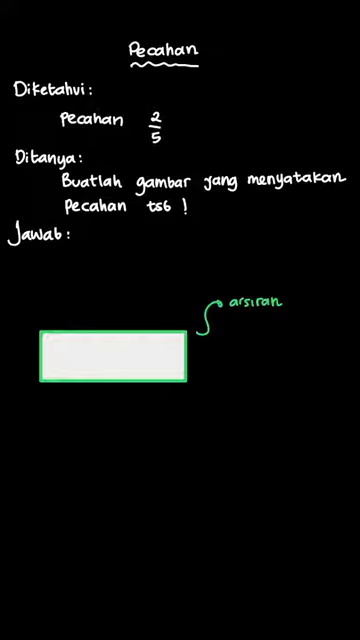 Pecahan
Diketahui:
Pecahan 2/5
Ditanya:
Buatlah gambar yang menyatakan
pecahan tsb !
Jawab:
arsiran